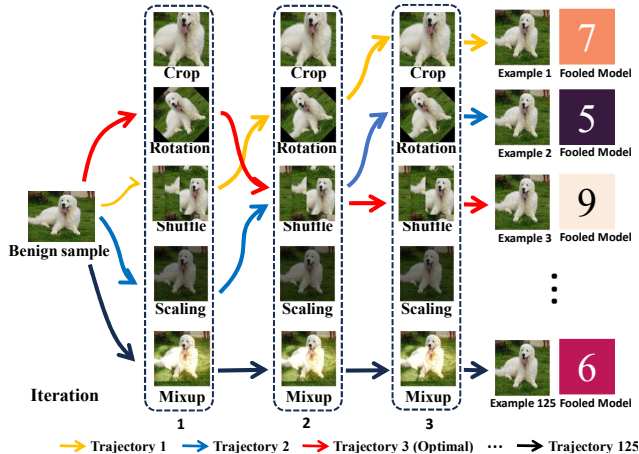 Crop Crop Crop
7
Example 1 Fooled Model
Rotation Rotation Rotation
5
Example 2 Fooled Model
Benign sample
Shuffle Shuffle Shuffle
9
Example 3 Fooled Model
Scaling Scaling Scaling
⋮
6
Iteration
Mixup Mixup Mixup
Example 125 Fooled Model
1 2 3
Trajectory 1 Trajectory 2 Trajectory 3 (Optimal) ··· Trajectory 125